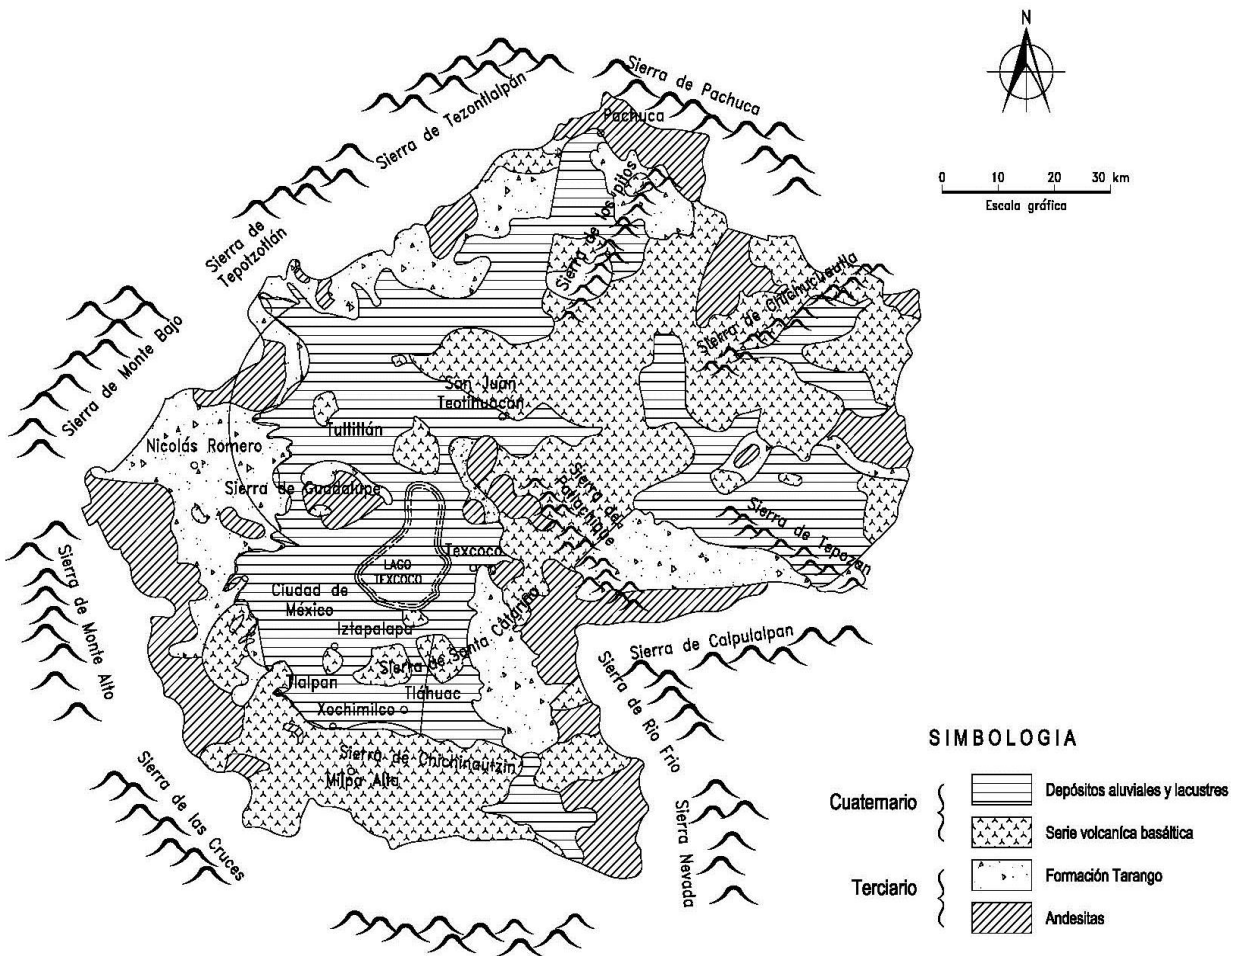 N
Sierra de Pachuca
Sierra de Tezontlalpán
Pachuca
0 10 20 30 km
Escala gráfica
Sierra de los pitos
Sierra de
Tepotzotlán
Sierra de Chichucuautla
Sierra de Monte Bajo
San Juan
Teotihuacán
Tultitlán
Nicolás Romero
Sierra de Guadalupe
Sierra de
Patlachique
Sierra de Tepozán
Texcoco
LAGO
TEXCOCO
Sierra de Monte Alto
Ciudad de
México
Iztapalapa
Sierra de Santa Catarina
Sierra de Calpulalpan
Tlalpan
Tláhuac
Sierra de Río Frío
Xochimilco
Sierra de Chichinautzin
Milpa Alta
Sierra de las Cruces
Sierra Nevada
SIMBOLOGIA
Cuaternario
Depósitos aluviales y lacustres
Serie volcaníca basáltica
Terciario
Formación Tarango
Andesitas